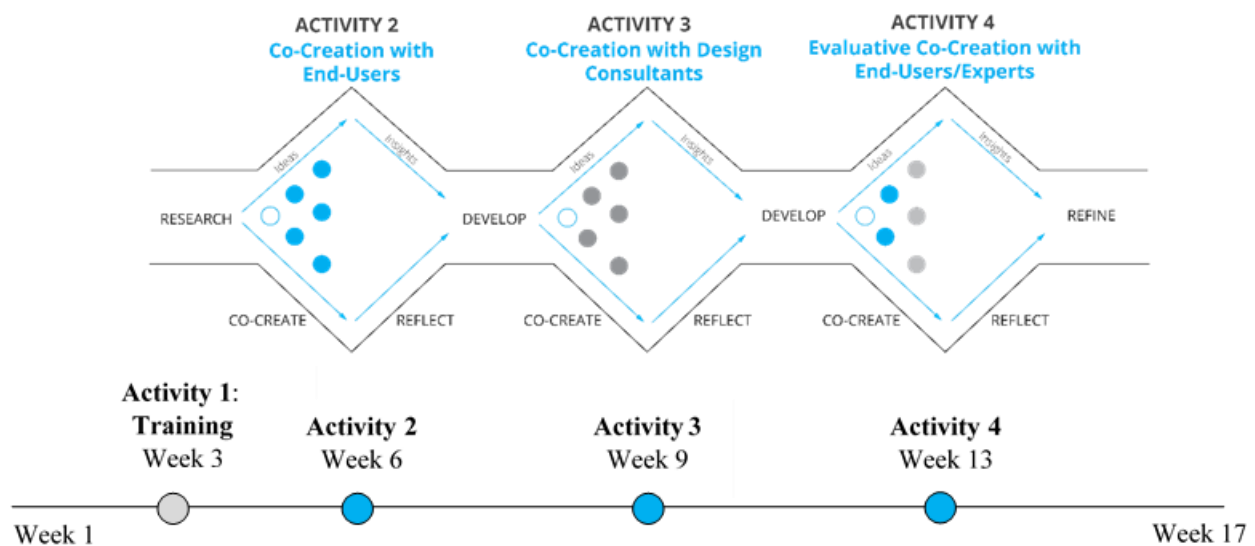 ACTIVITY 2
Co-Creation with
End-Users
ACTIVITY 3
Co-Creation with Design
Consultants
ACTIVITY 4
Evaluative Co-Creation with
End-Users/Experts
Ideas
Insights
Ideas
Insights
Ideas
Insights
RESEARCH
DEVELOP
DEVELOP
REFINE
CO-CREATE
REFLECT
CO-CREATE
REFLECT
CO-CREATE
REFLECT
Activity 1:
Training
Week 3
Activity 2
Week 6
Activity 3
Week 9
Activity 4
Week 13
Week 1
Week 17